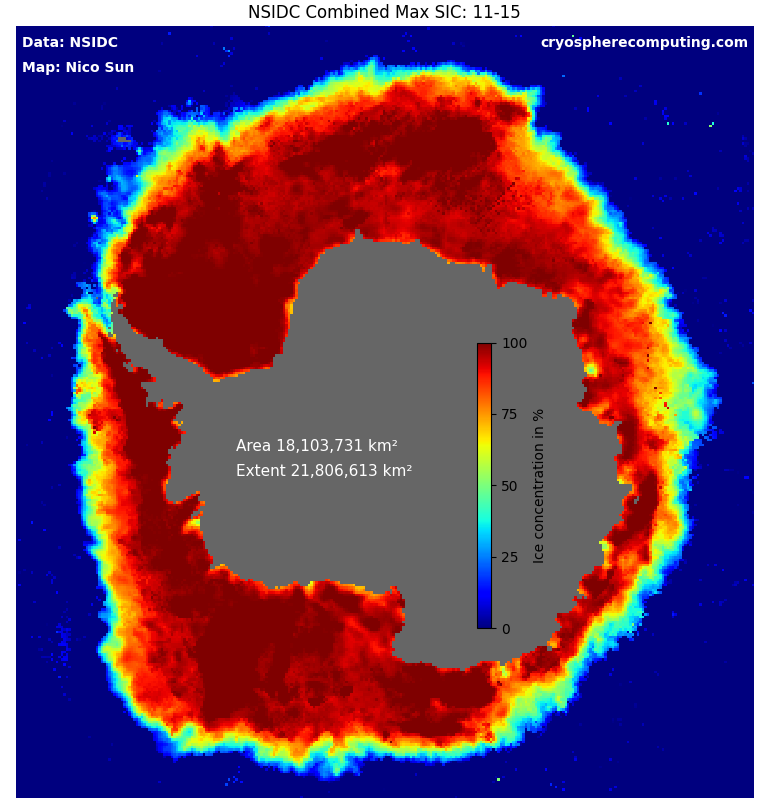 NSIDC Combined Max SIC: 11-15
Data: NSIDC
cryospherecomputing.com
Map: Nico Sun
100
75
Area 18,103,731 km²
Extent 21,806,613 km²
50
25
0
Ice concentration in %